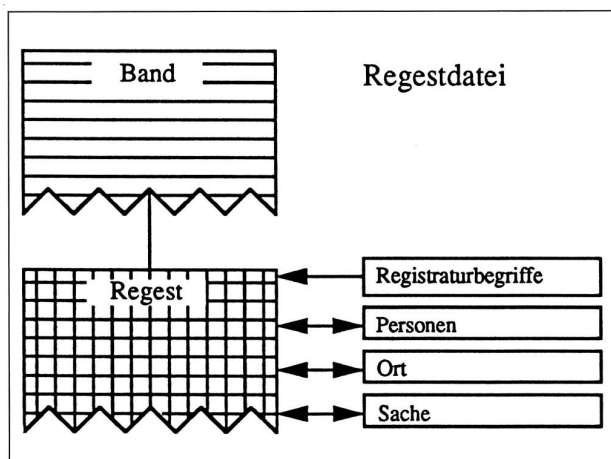 Band
Regestdatei
Regest
Registraturbegriffe
Personen
Ort
Sache